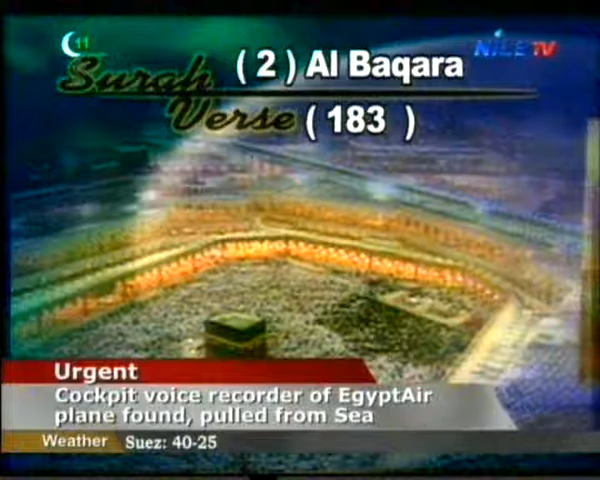 11
NILE TV
Surah ( 2 ) Al Baqara
Verse ( 183 )
Urgent
Cockpit voice recorder of EgyptAir
plane found, pulled from Sea
Weather Suez: 40-25